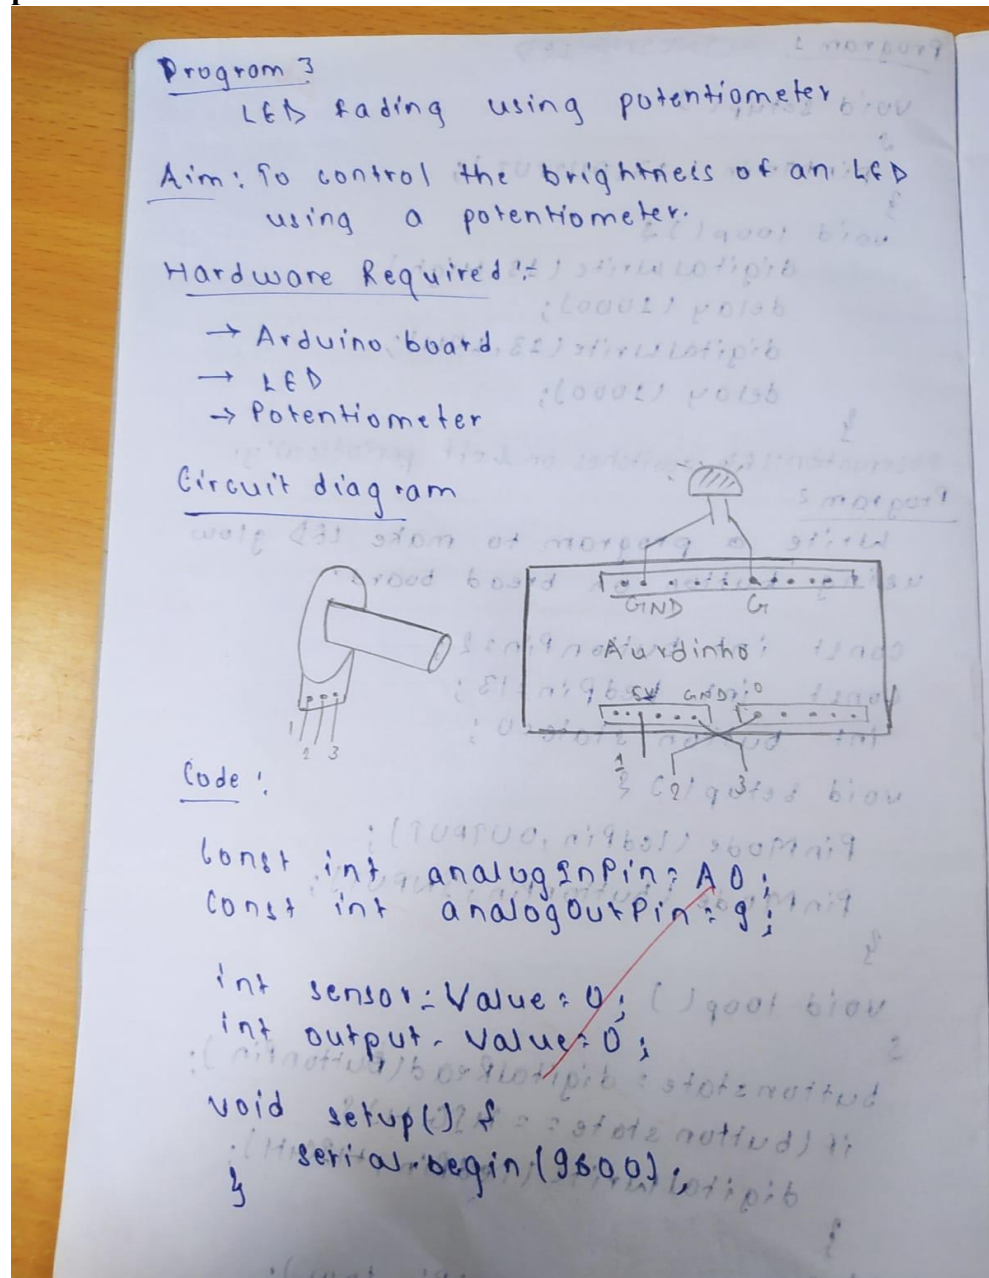 Program 3
LED fading using potentiometer
Aim: To control the brightness of an LED
using a potentiometer.
Hardware Required:-
→ Arduino board
→ LED
→ Potentiometer
Circuit diagram
GND G
Aurdinho
5V GND 0
1 2 3
1 2 3
Code :
Const int analogInPin = A0;
Const int analogOutPin = 9;
int sensor-Value = 0;
int output-Value = 0;
void setup() {
serial.begin(9600);
}